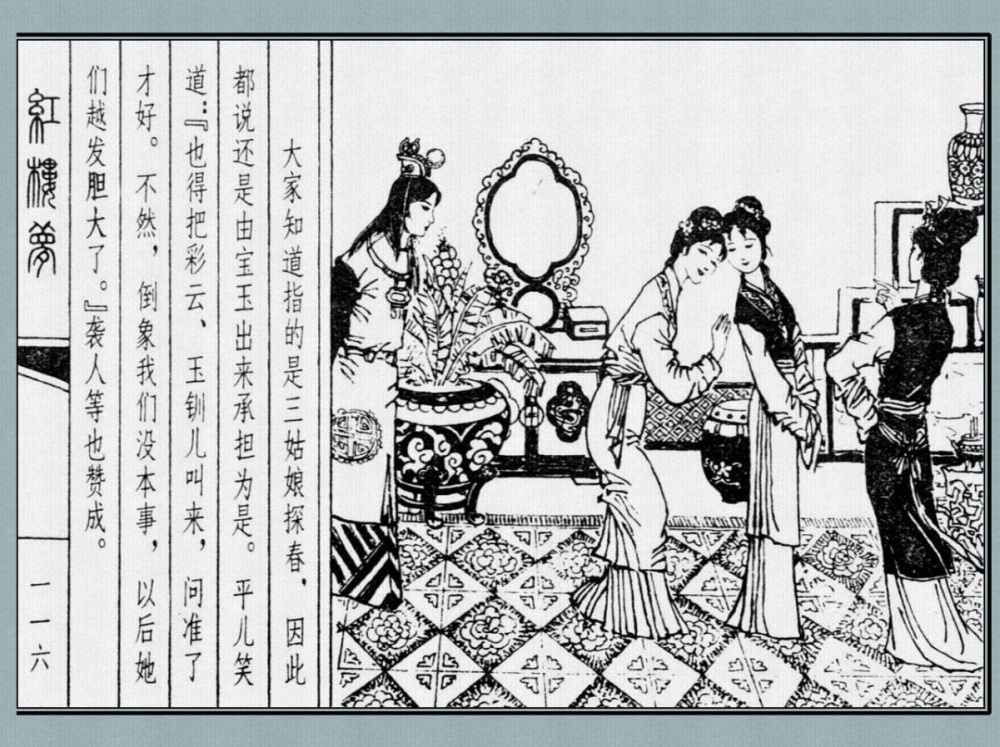 大家知道指的是三姑娘探春，因此
都说还是由宝玉出来承担为是。平儿笑
道：『也得把彩云、玉钏儿叫来，问准了
才好。不然，倒象我们没本事，以后她
们越发胆大了。』袭人等也赞成。
紅樓夢
一一六